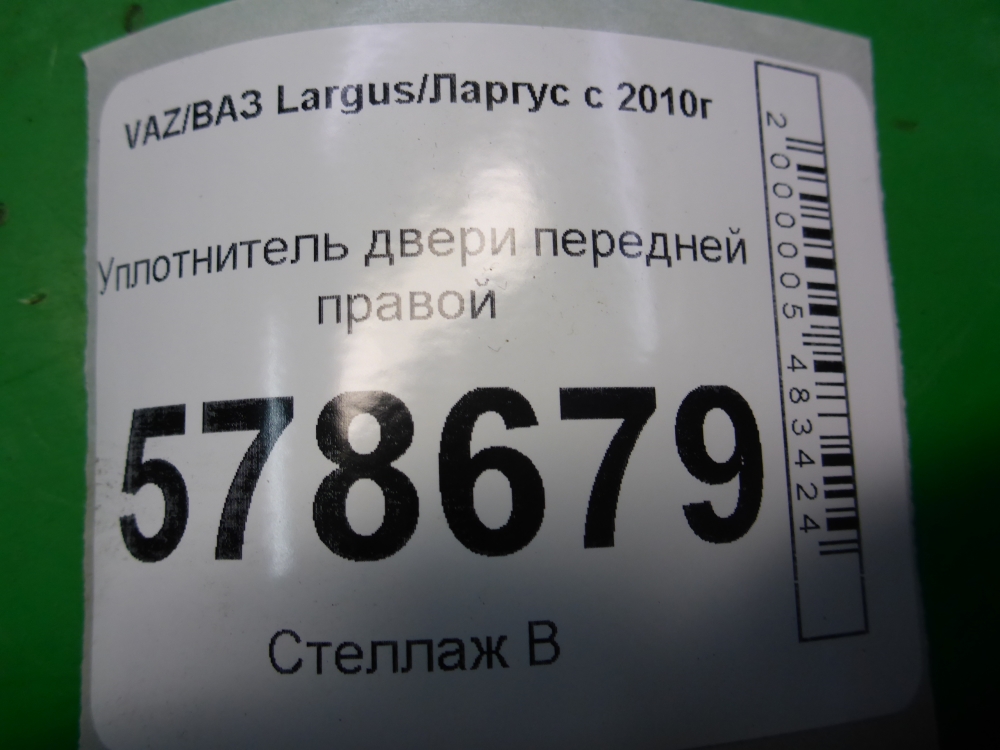 VAZ/ВАЗ Largus/Ларгус с 2010г
Уплотнитель двери передней
правой
578679
Стеллаж В
2000005483424